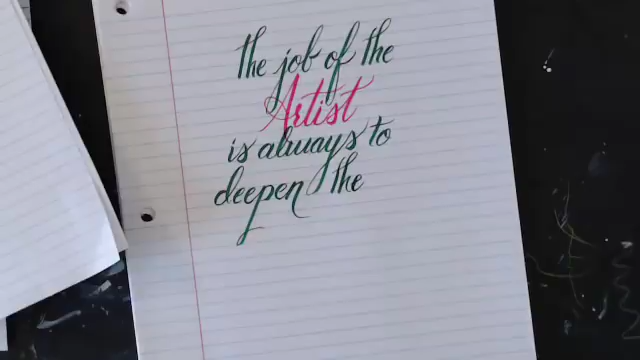 the job of the
Artist
is always to
deepen the